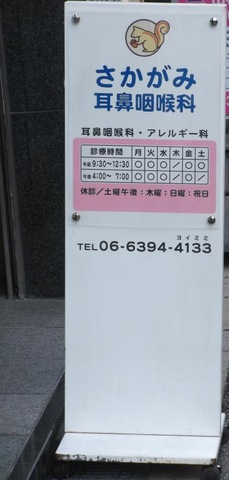 さかがみ
耳鼻咽喉科
耳鼻咽喉科・アレルギー科
診療時間 月 火 水 木 金 土
午前 9:30~12:30 ○ ○ ○ / ○ ○
午後 4:00~ 7:00 ○ ○ ○ / ○ /
休診/土曜午後:木曜:日曜:祝日
ヨイミミ
TEL 06-6394-4133